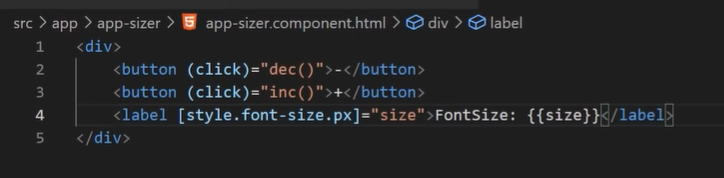 src > app > app-sizer > app-sizer.component.html > div > label
1 <div>
2 <button (click)="dec()">-</button>
3 <button (click)="inc()">+</button>
4 <label [style.font-size.px]="size">FontSize: {{size}}</label>
5 </div>